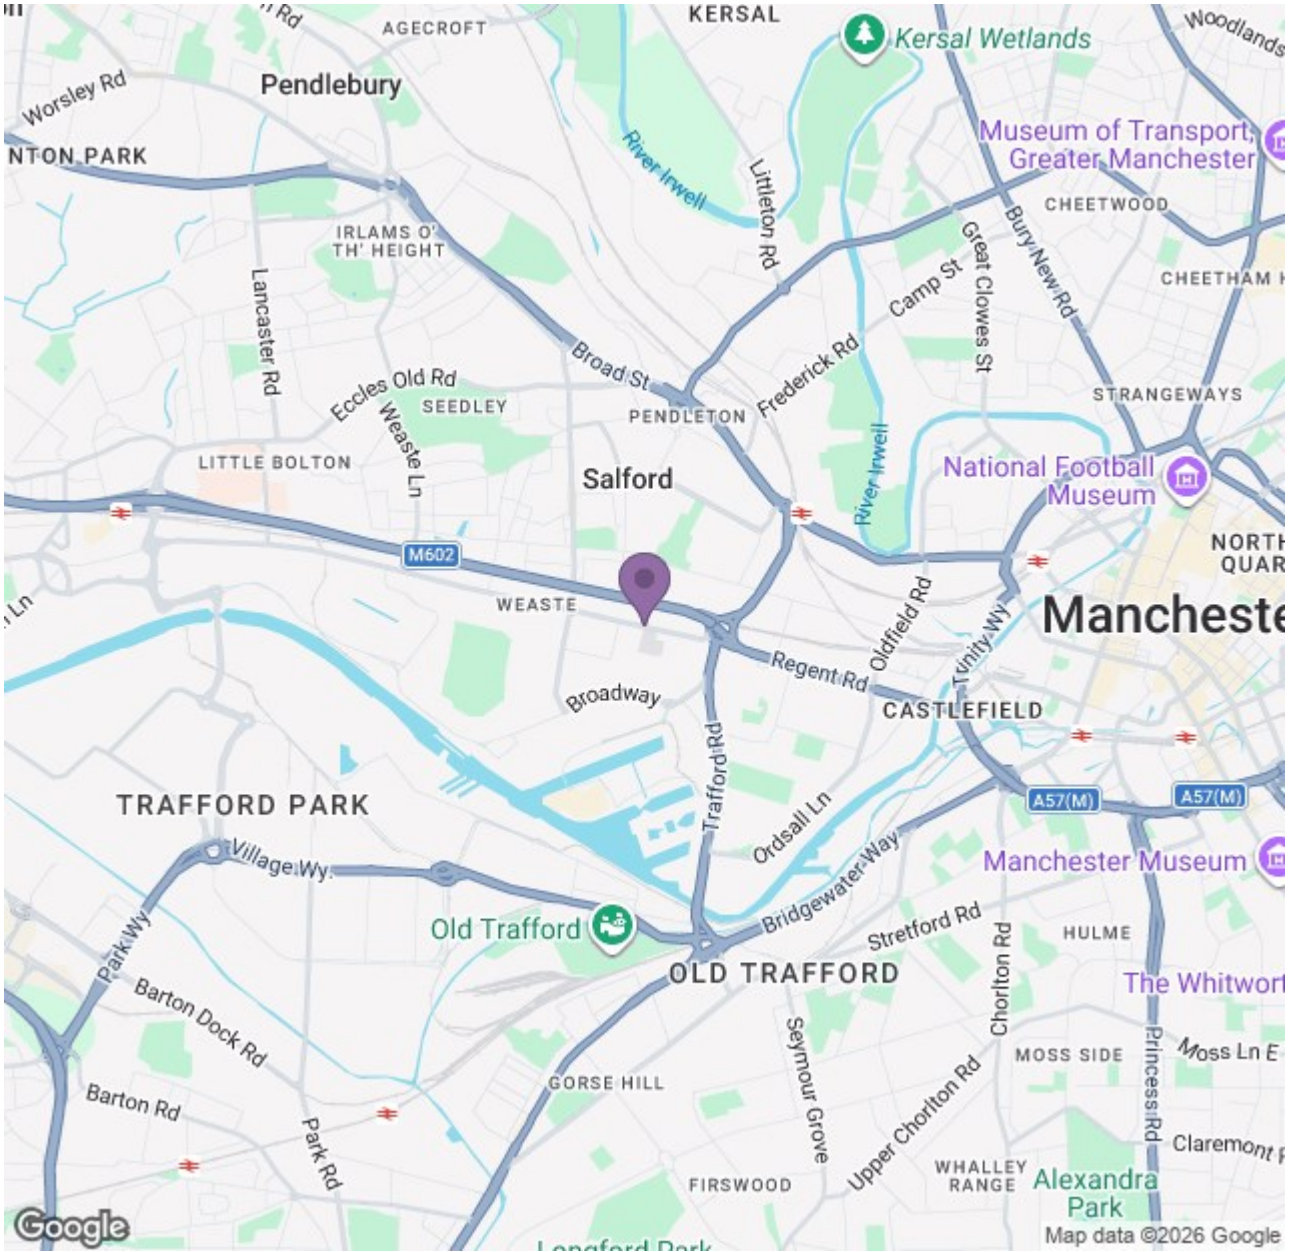 KERSAL
AGECROFT
Kersal Wetlands
Woodlands
Pendlebury
Worsley Rd
NTON PARK
Museum of Transport,
Greater Manchester
River Irwell
Littleton Rd
CHEETWOOD
IRLAMS O'
TH' HEIGHT
Great Clowes St
Bury New Rd
CHEETHAM H
Lancaster Rd
Camp St
Broad St
Frederick Rd
Eccles Old Rd
SEEDLEY
PENDLETON
STRANGEWAYS
Weaste Ln
LITTLE BOLTON
Salford
River Irwell
National Football
Museum
M602
NORTH
QUAR
WEASTE
Oldfield Rd
Trinity Wy
Mancheste
Regent Rd
Broadway
CASTLEFIELD
Trafford Rd
TRAFFORD PARK
A57(M)
A57(M)
Ordsall Ln
Village Wy.
Bridgewater Way
Manchester Museum
Old Trafford
Stretford Rd
HULME
Park Wy
OLD TRAFFORD
Chorlton Rd
The Whitwort
Barton Dock Rd
Seymour Grove
Princess Rd
MOSS SIDE
Moss Ln E
GORSE HILL
Upper Chorlton Rd
Barton Rd
Park Rd
Claremont R
FIRSWOOD
WHALLEY
RANGE
Alexandra
Park
Google
Longford Park
Map data ©2026 Google